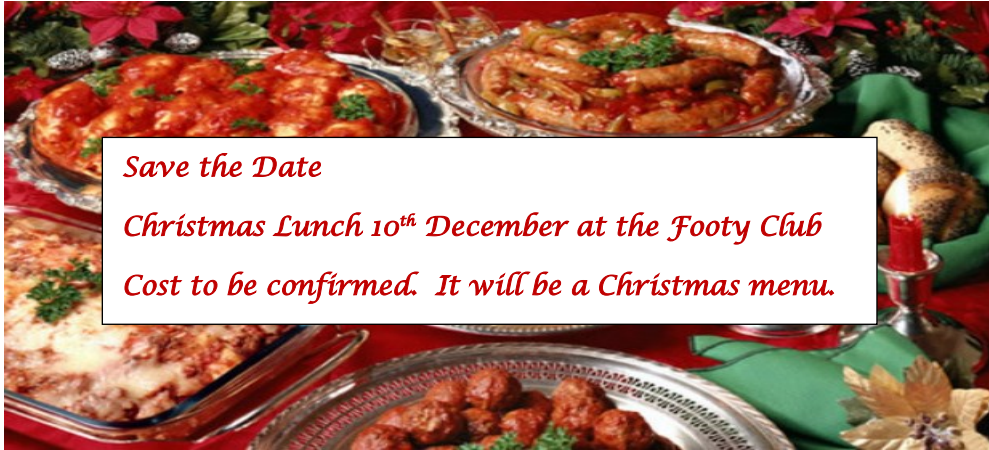 Save the Date
Christmas Lunch 10th December at the Footy Club
Cost to be confirmed.  It will be a Christmas menu.